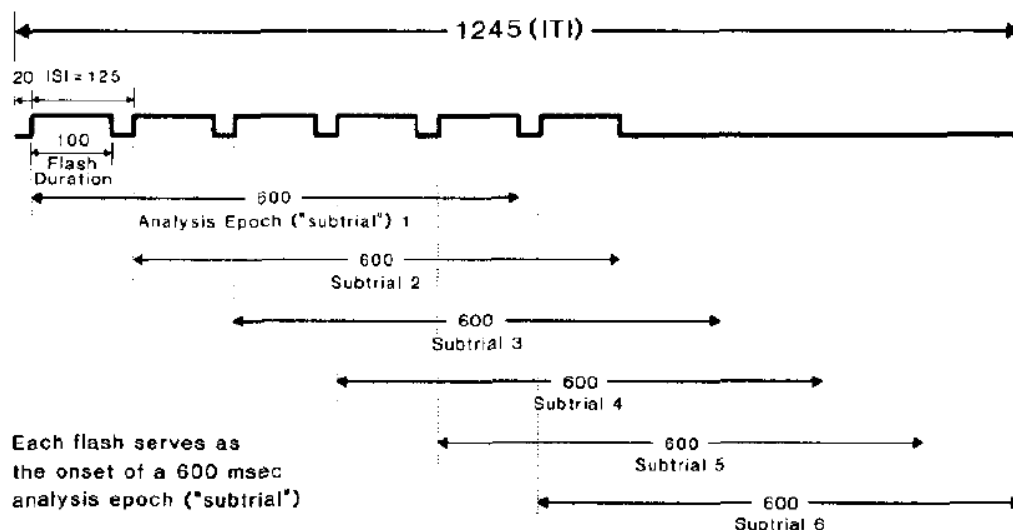 1245 (ITI)
20 ISI = 125
100
Flash
Duration
600
Analysis Epoch ("subtrial") 1
600
Subtrial 2
600
Subtrial 3
600
Subtrial 4
600
Subtrial 5
600
Subtrial 6
Each flash serves as
the onset of a 600 msec
analysis epoch ("subtrial")